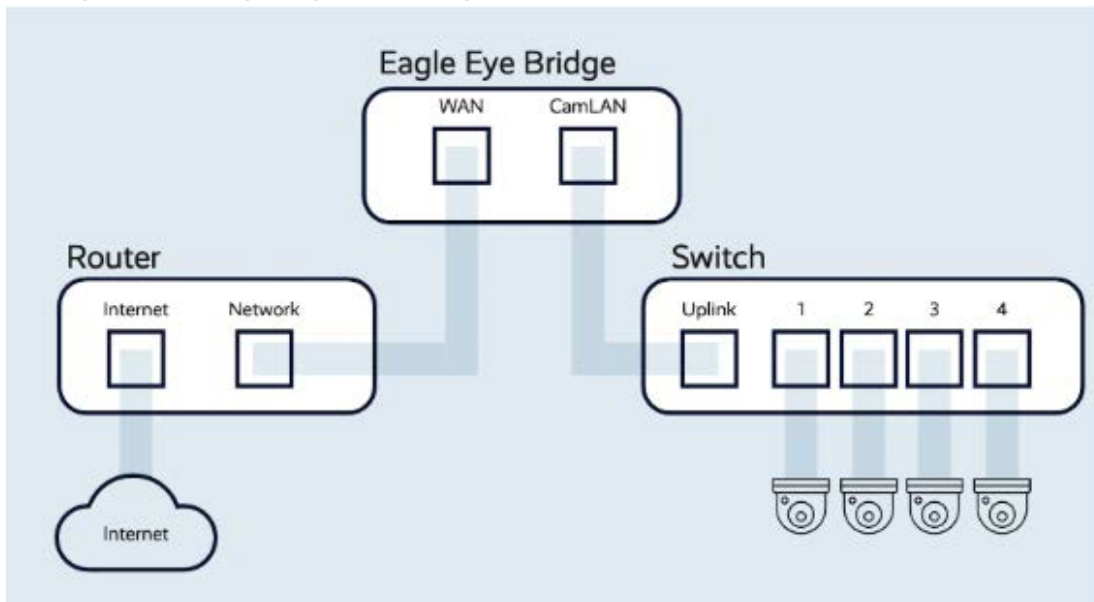 Eagle Eye Bridge
WAN CamLAN
Router
Internet Network
Switch
Uplink 1 2 3 4
Internet